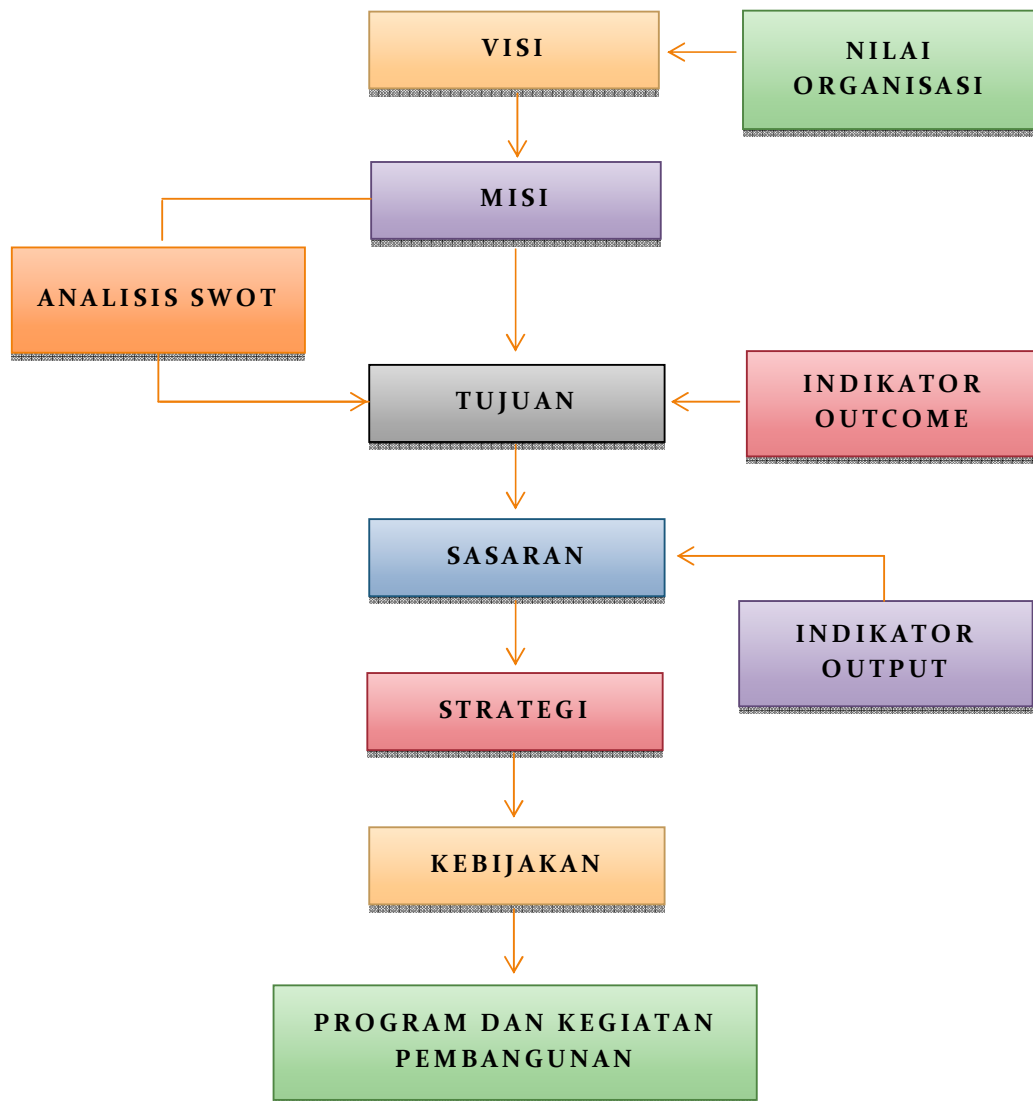 VISI
NILAI
ORGANISASI
MISI
ANALISIS SWOT
TUJUAN
INDIKATOR
OUTCOME
SASARAN
INDIKATOR
OUTPUT
STRATEGI
KEBIJAKAN
PROGRAM DAN KEGIATAN
PEMBANGUNAN